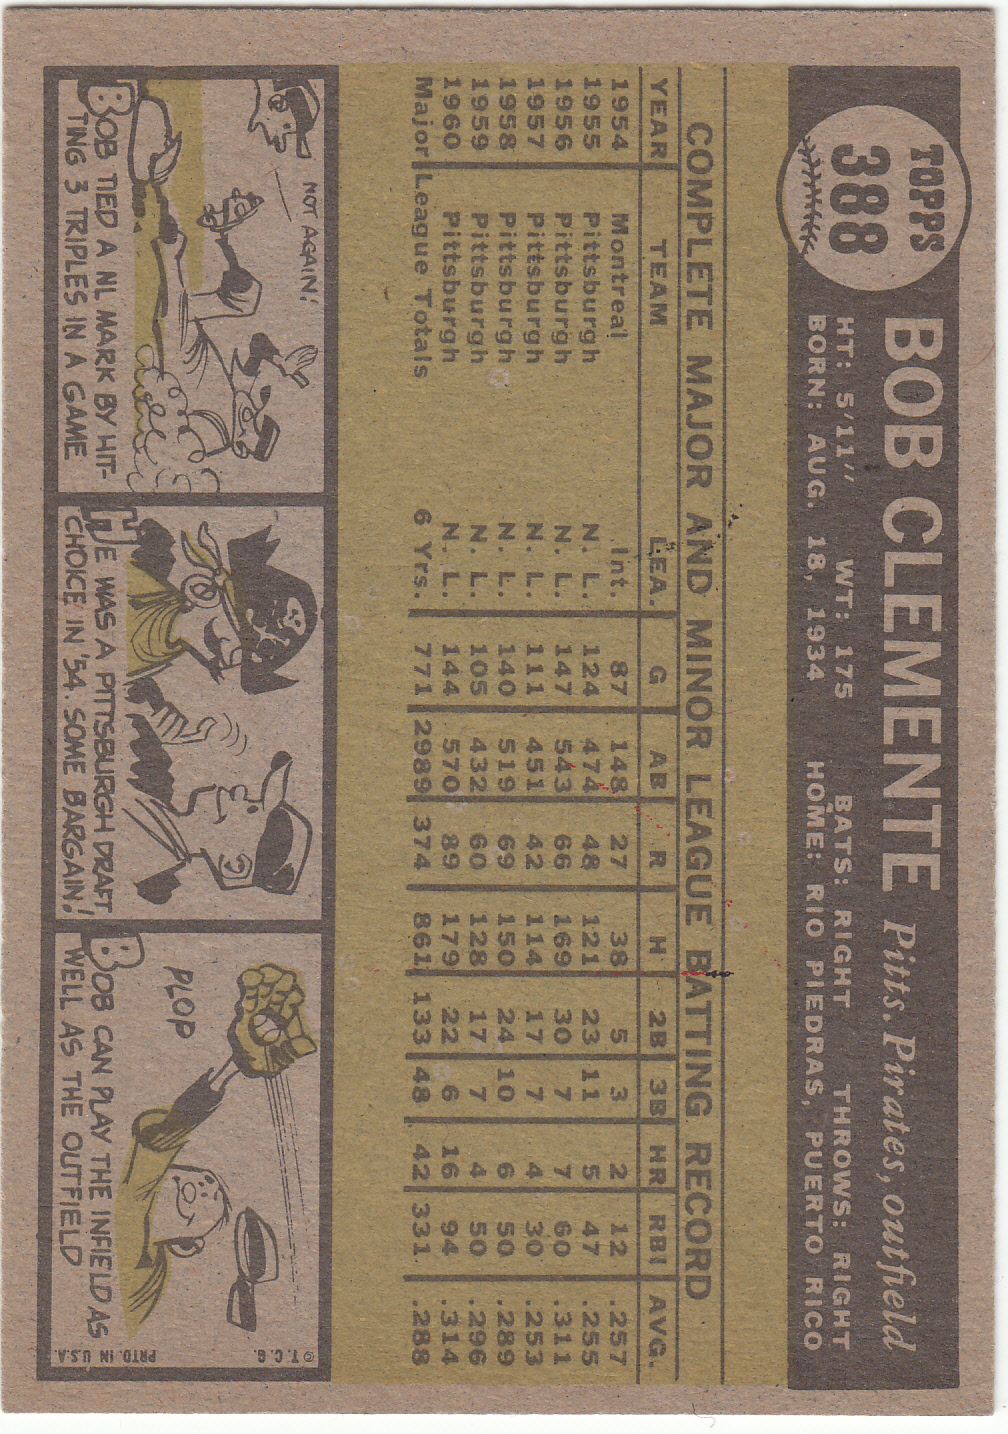 TOPPS
388
BOB CLEMENTE Pitts. Pirates, outfield
HT: 5'11" WT: 175 BATS: RIGHT THROWS: RIGHT
BORN: AUG. 18, 1934 HOME: RIO PIEDRAS, PUERTO RICO
COMPLETE MAJOR AND MINOR LEAGUE BATTING RECORD
YEAR TEAM LEA. G AB R H 2B 3B HR RBI AVG.
1954 Montreal Int. 87 148 27 38 5 3 2 12 .257
1955 Pittsburgh N. L. 124 474 48 121 23 11 5 47 .255
1956 Pittsburgh N. L. 147 543 66 169 30 7 7 60 .311
1957 Pittsburgh N. L. 111 451 42 114 17 7 4 30 .253
1958 Pittsburgh N. L. 140 519 69 150 24 10 6 50 .289
1959 Pittsburgh N. L. 105 432 60 128 17 7 4 50 .296
1960 Pittsburgh N. L. 144 570 89 179 22 6 16 94 .314
Major League Totals 6 Yrs. 771 2989 374 861 133 48 42 331 .288
NOT AGAIN!
BOB TIED A NL MARK BY HIT-
TING 3 TRIPLES IN A GAME
HE WAS A PITTSBURGH DRAFT
CHOICE IN '54. SOME BARGAIN!
PLOP
BOB CAN PLAY THE INFIELD AS
WELL AS THE OUTFIELD
© T. C. G.
PRTD. IN U.S.A.